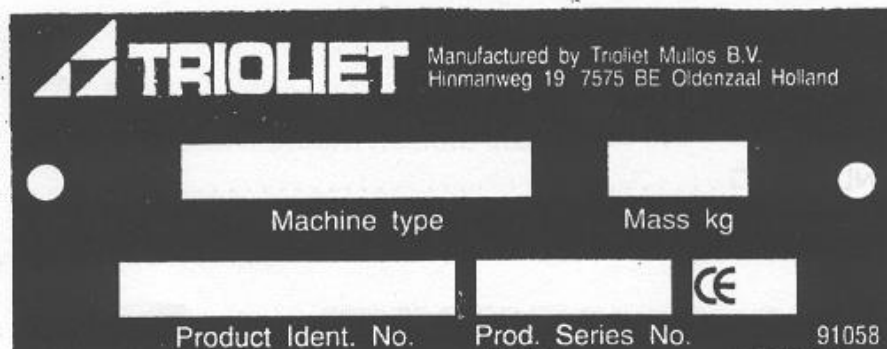 TRIOLIET
Manufactured by Trioliet Mullos B.V.
Hinmanweg 19 7575 BE Oldenzaal Holland
Machine type
Mass kg
CE
Product Ident. No.
Prod. Series No.
91058